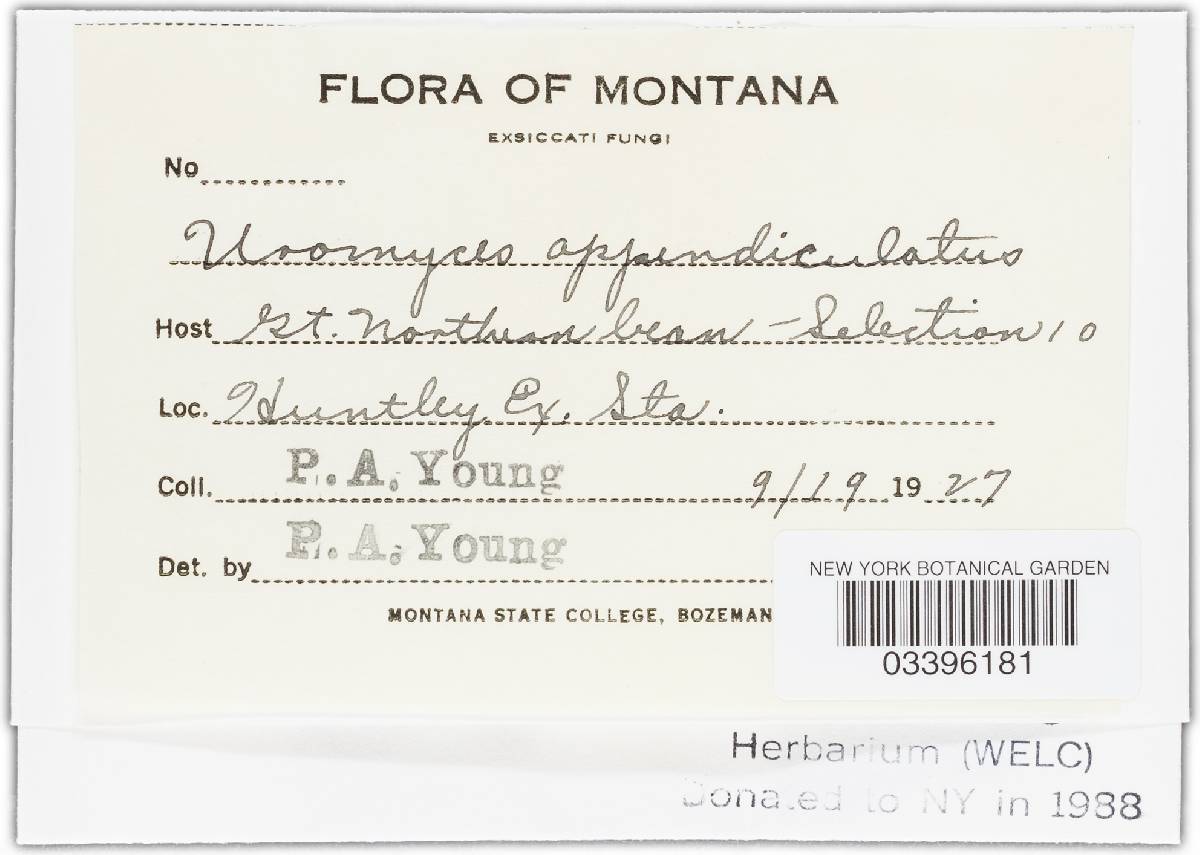 FLORA OF MONTANA
EXSICCATI FUNGI
No
Uromyces appendiculatus
Host Gt. Northern bean - Selection 10
Loc. Huntley Ex. Sta.
Coll. P. A. Young 9/19 1927
Det. by P. A. Young
MONTANA STATE COLLEGE, BOZEMAN
NEW YORK BOTANICAL GARDEN
03396181
Herbarium (WELC)
Donated to NY in 1988